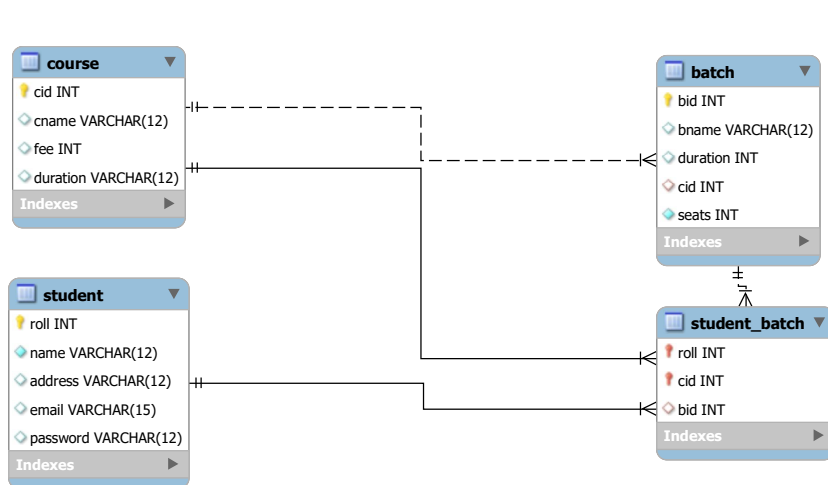 course
cid INT
cname VARCHAR(12)
fee INT
duration VARCHAR(12)
Indexes
batch
bid INT
bname VARCHAR(12)
duration INT
cid INT
seats INT
Indexes
student
roll INT
name VARCHAR(12)
address VARCHAR(12)
email VARCHAR(15)
password VARCHAR(12)
Indexes
student_batch
roll INT
cid INT
bid INT
Indexes